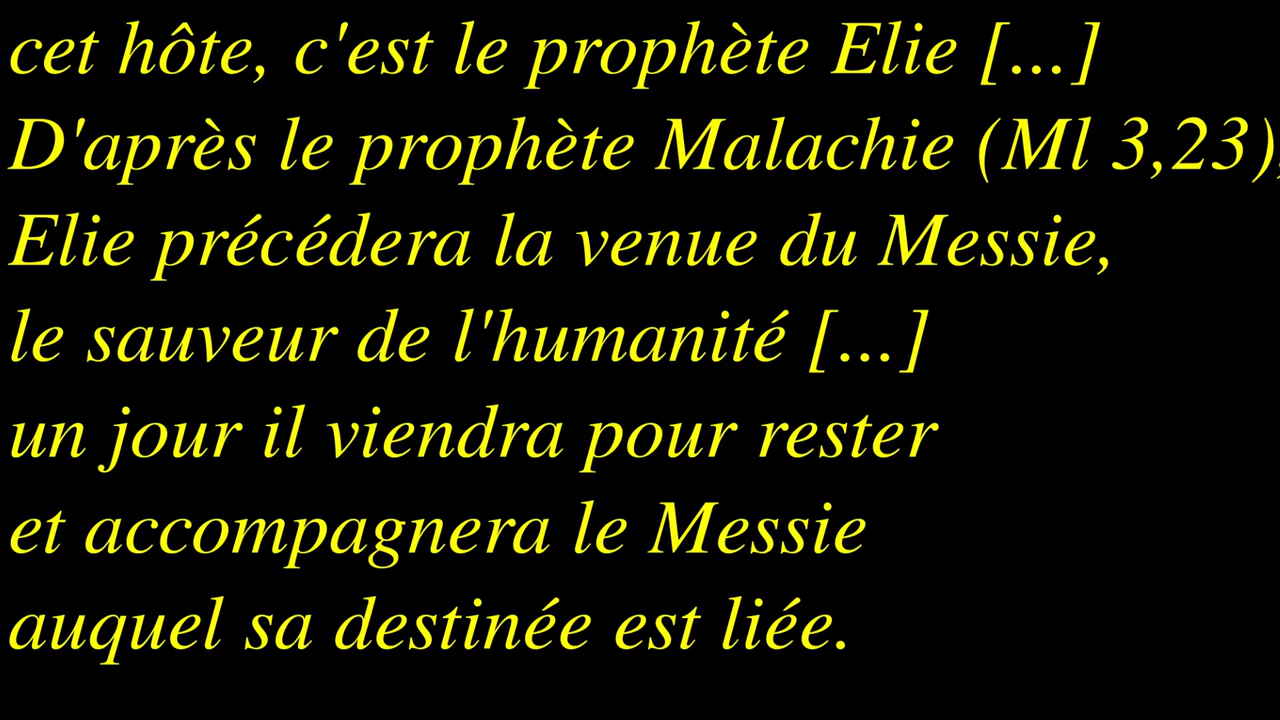 cet hôte, c'est le prophète Elie [...]
D'après le prophète Malachie (Ml 3,23),
Elie précédera la venue du Messie,
le sauveur de l'humanité [...]
un jour il viendra pour rester
et accompagnera le Messie
auquel sa destinée est liée.